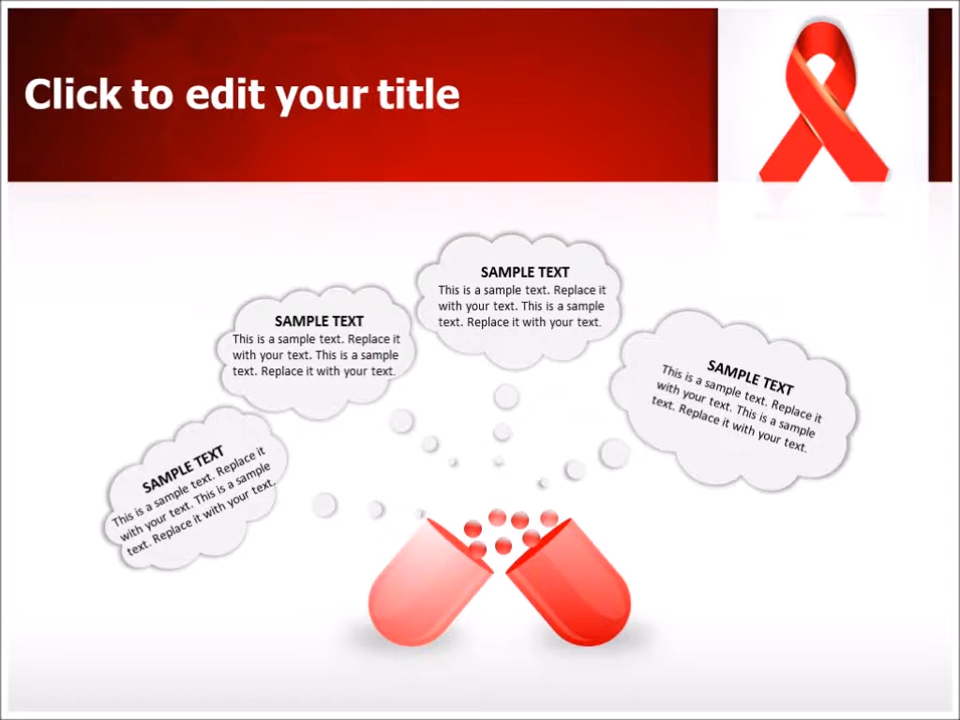 Click to edit your title
SAMPLE TEXT
This is a sample text. Replace it
with your text. This is a sample
text. Replace it with your text.
SAMPLE TEXT
This is a sample text. Replace it
with your text. This is a sample
text. Replace it with your text.
SAMPLE TEXT
This is a sample text. Replace it
with your text. This is a sample
text. Replace it with your text.
SAMPLE TEXT
This is a sample text. Replace it
with your text. This is a sample
text. Replace it with your text.